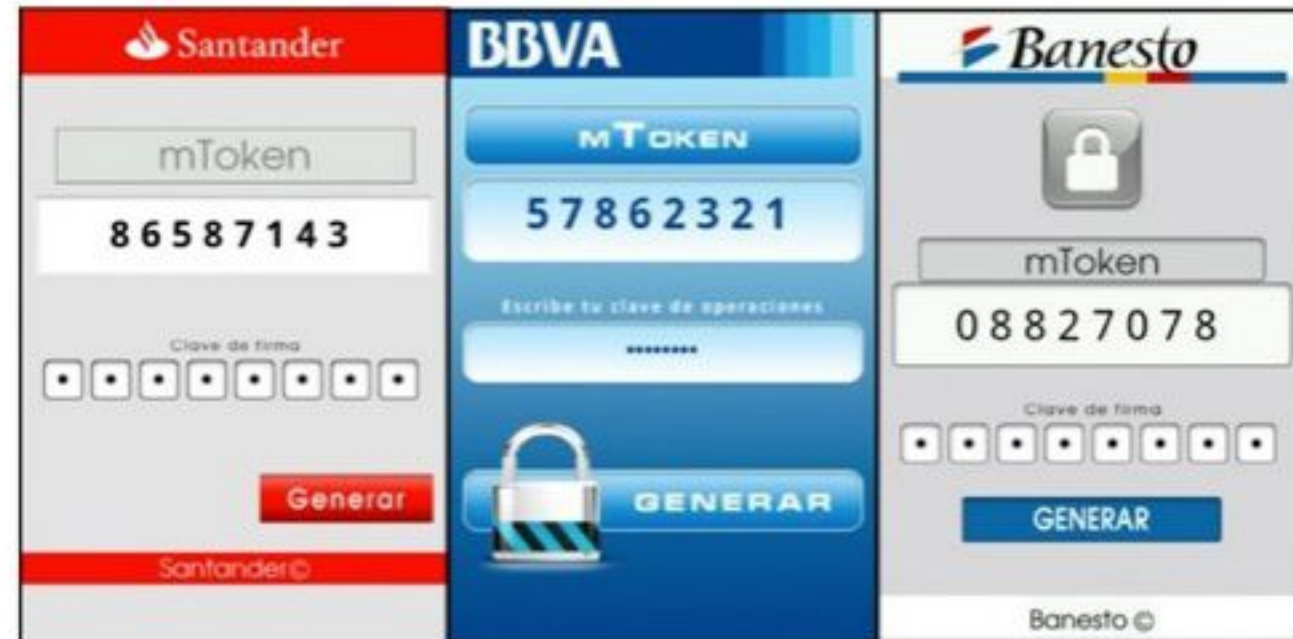 Santander
mToken
86587143
Clave de firma
Generar
Santander©
BBVA
mToken
57862321
Escribe tu clave de operaciones
GENERAR
Banesto
mToken
08827078
Clave de firma
GENERAR
Banesto ©